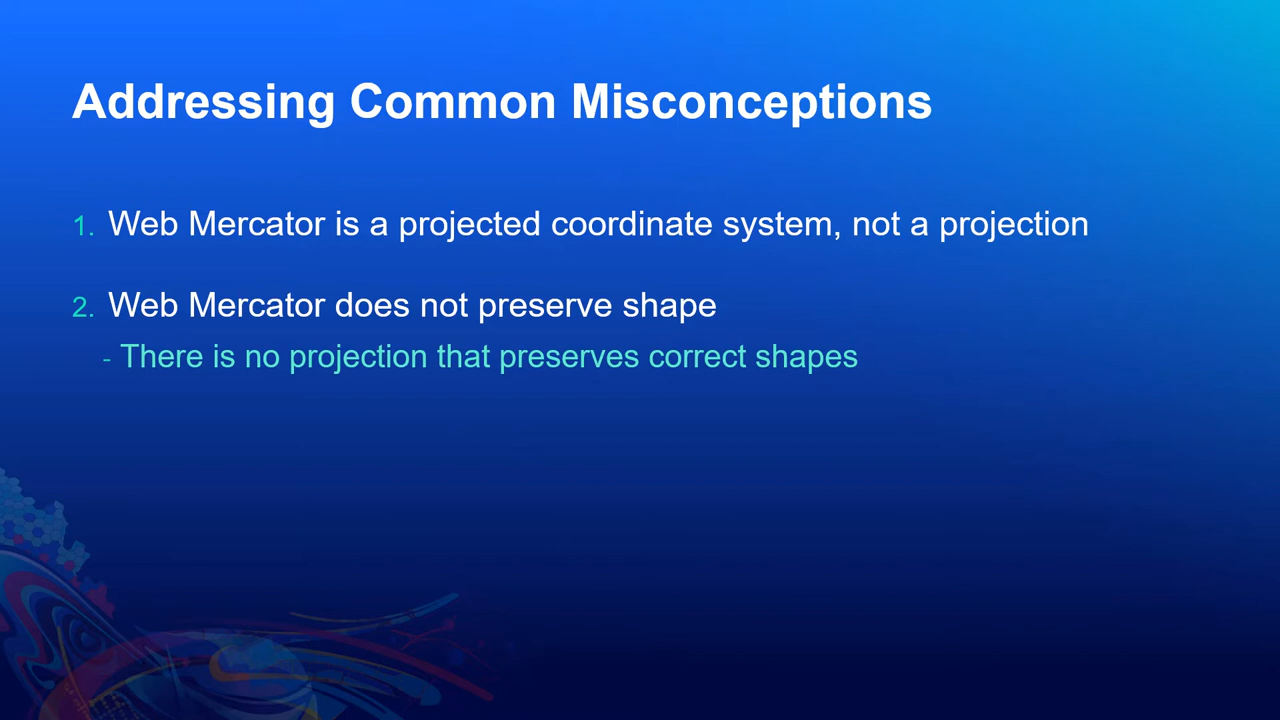 Addressing Common Misconceptions
1. Web Mercator is a projected coordinate system, not a projection
2. Web Mercator does not preserve shape
- There is no projection that preserves correct shapes